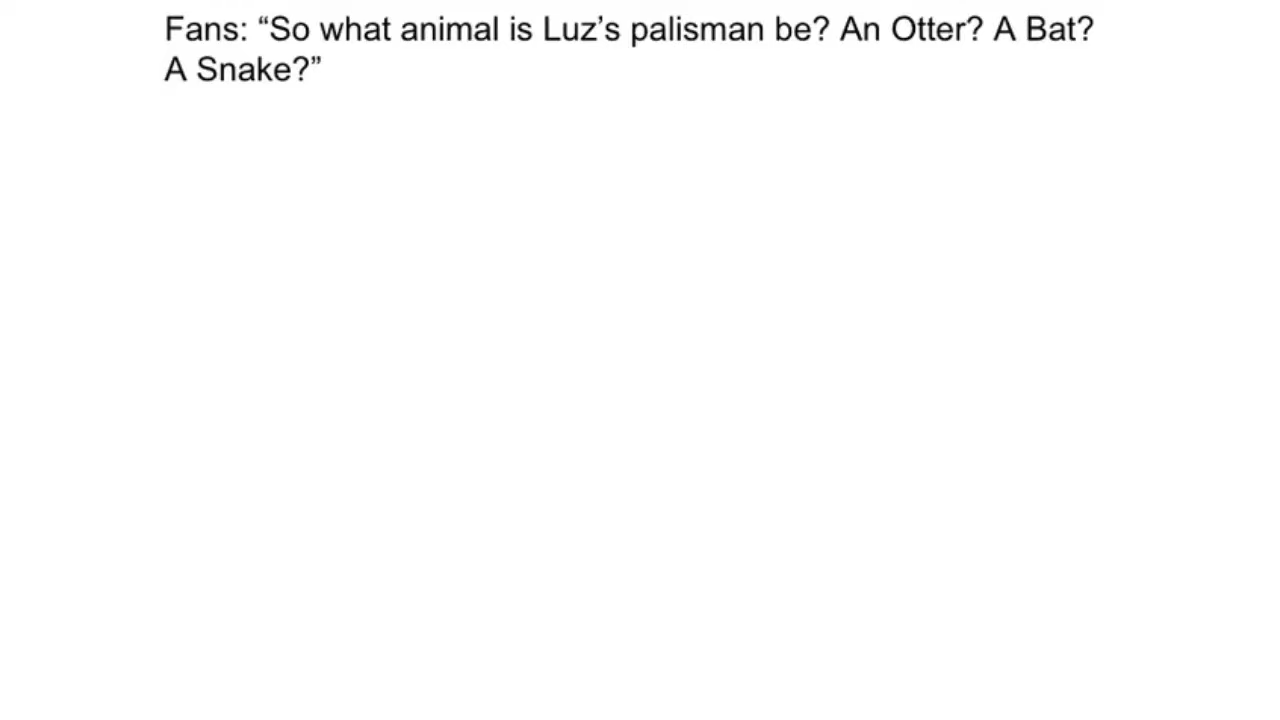 Fans: “So what animal is Luz’s palisman be? An Otter? A Bat?
A Snake?”